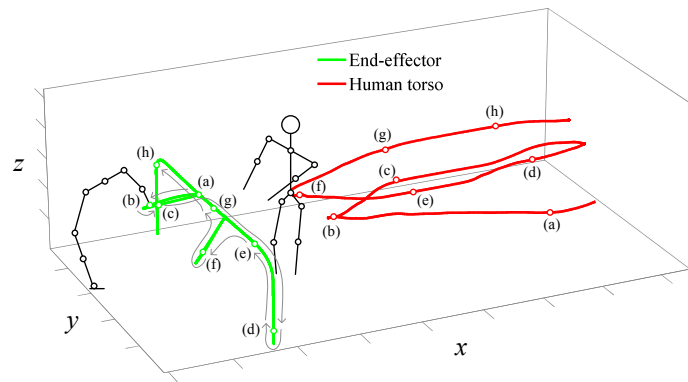 End-effector
Human torso
(h)
(g)
(h)
(a)
(c)
(d)
z
(b)
(c)
(g)
(f)
(e)
(f)
(e)
(b)
(a)
(d)
y
x